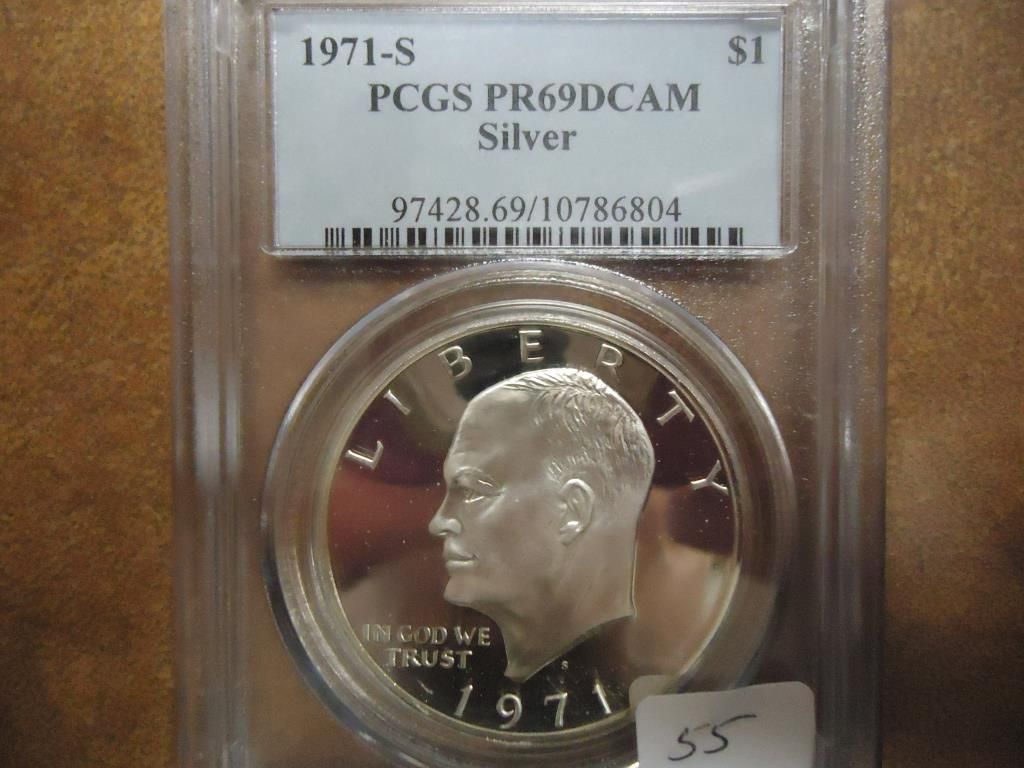 1971-S $1
PCGS PR69DCAM
Silver
97428.69/10786804
LIBERTY
IN GOD WE
TRUST
S
1971
55